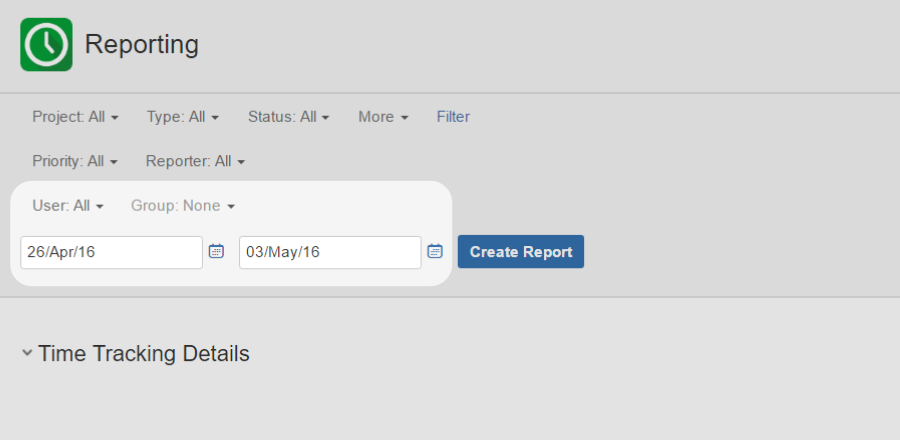 Reporting
Project: All Type: All Status: All More Filter
Priority: All Reporter: All
User: All Group: None
26/Apr/16 03/May/16 Create Report
Time Tracking Details